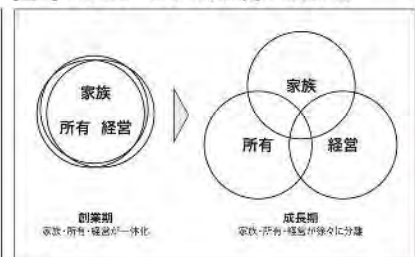 家族
所有 経営
創業期
家族・所有・経営が一体化
家族
所有 経営
成長期
家族・所有・経営が徐々に分離